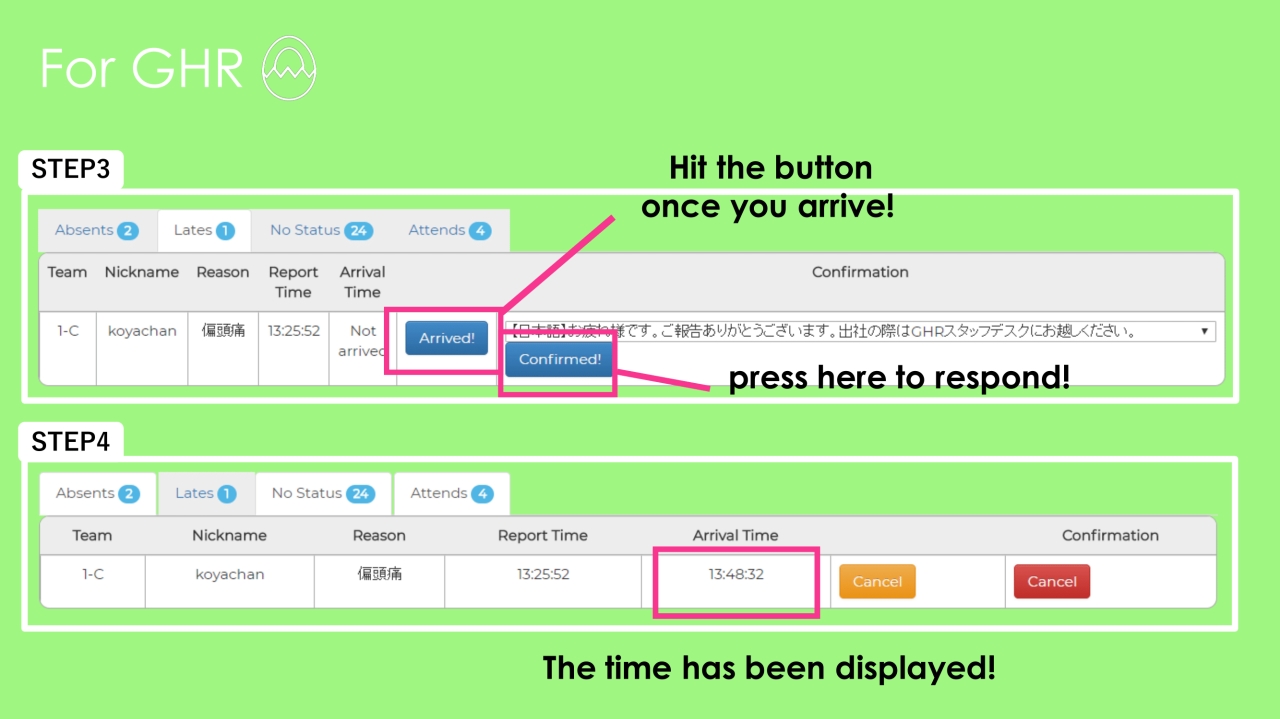 For GHR
STEP3
Hit the button
once you arrive!
Absents 2 Lates 1 No Status 24 Attends 4
Team Nickname Reason Report Time Arrival Time Confirmation
1-C koyachan 偏頭痛 13:25:52 Not arrived Arrived! 【日本語】お疲れ様です。ご報告ありがとうございます。出社の際はGHRスタッフデスクにお越しください。
Confirmed!
press here to respond!
STEP4
Absents 2 Lates 1 No Status 24 Attends 4
Team Nickname Reason Report Time Arrival Time Confirmation
1-C koyachan 偏頭痛 13:25:52 13:48:32 Cancel Cancel
The time has been displayed!